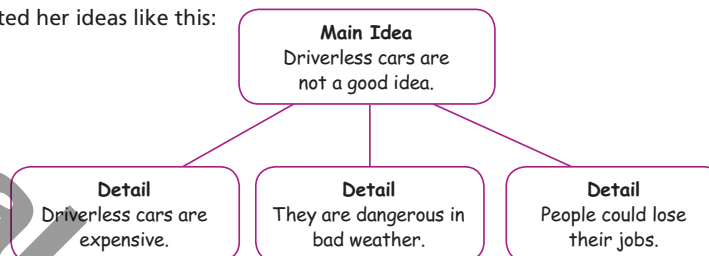 ted her ideas like this:
Main Idea
Driverless cars are
not a good idea.
Detail
Driverless cars are
expensive.
Detail
They are dangerous in
bad weather.
Detail
People could lose
their jobs.